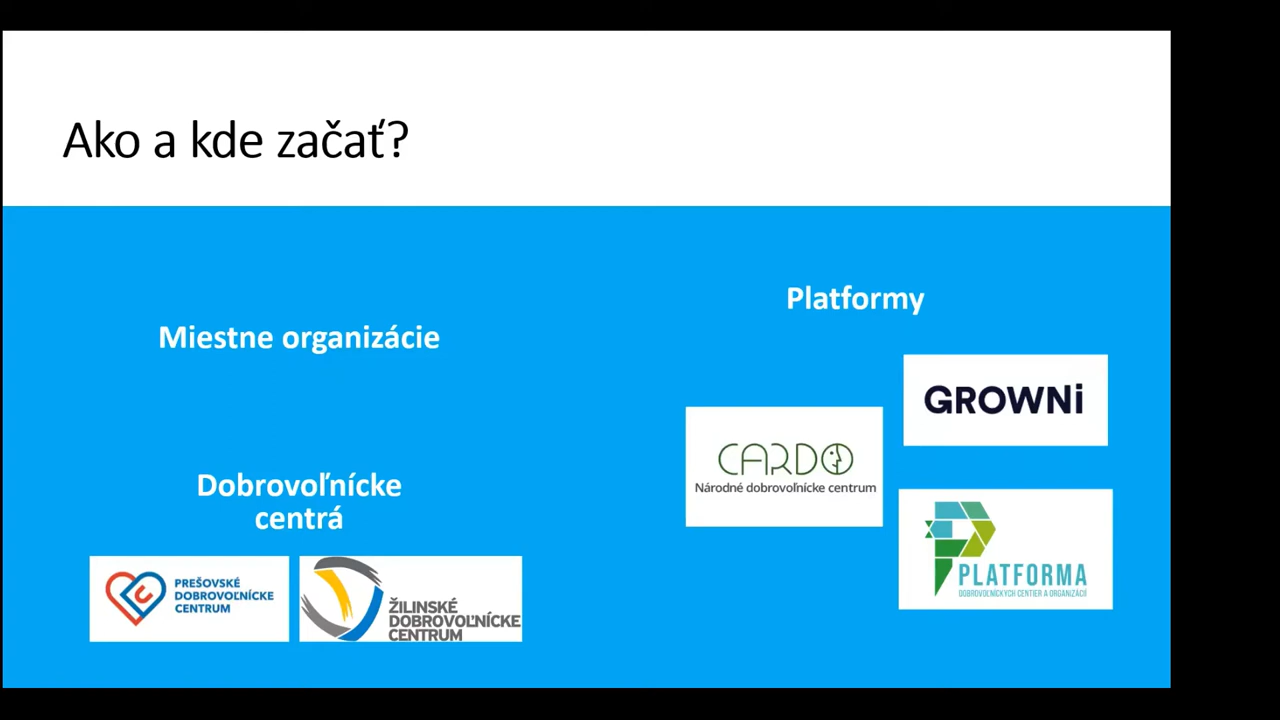 Ako a kde začať?
Miestne organizácie
Dobrovoľnícke
centrá
PREŠOVSKÉ
DOBROVOĽNÍCKE
CENTRUM
ŽILINSKÉ
DOBROVOĽNÍCKE
CENTRUM
Platformy
GROWNi
CARDO
Národné dobrovoľnícke centrum
PLATFORMA
DOBROVOĽNÍCKYCH CENTIER A ORGANIZÁCIÍ